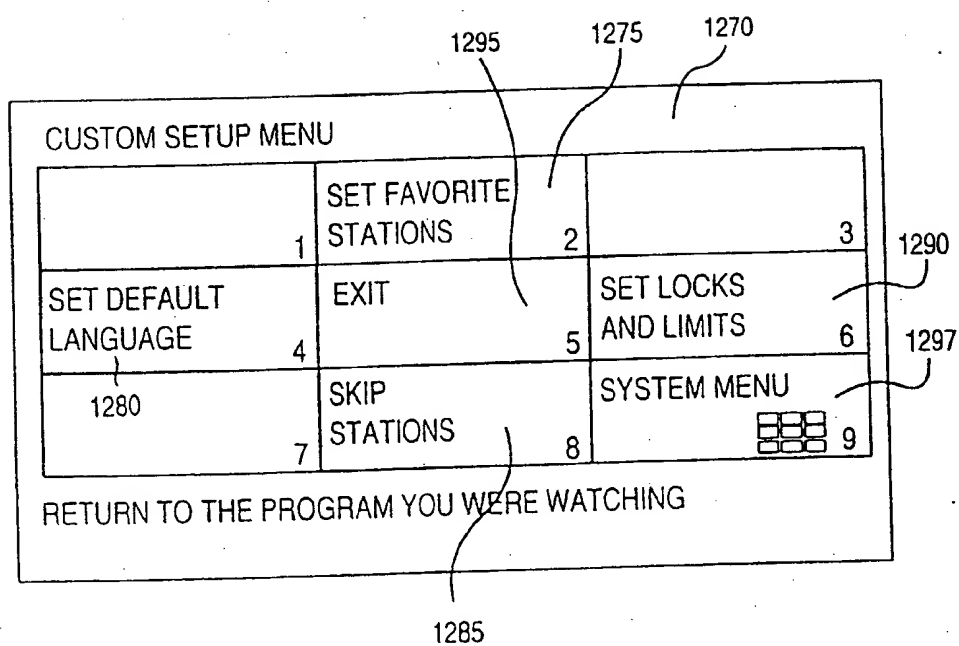 1295
1275
1270
CUSTOM SETUP MENU
1
SET FAVORITE
STATIONS
2
3
1290
SET DEFAULT
LANGUAGE
4
EXIT
5
SET LOCKS
AND LIMITS
6
1297
1280
7
SKIP
STATIONS
8
SYSTEM MENU
9
RETURN TO THE PROGRAM YOU WERE WATCHING
1285